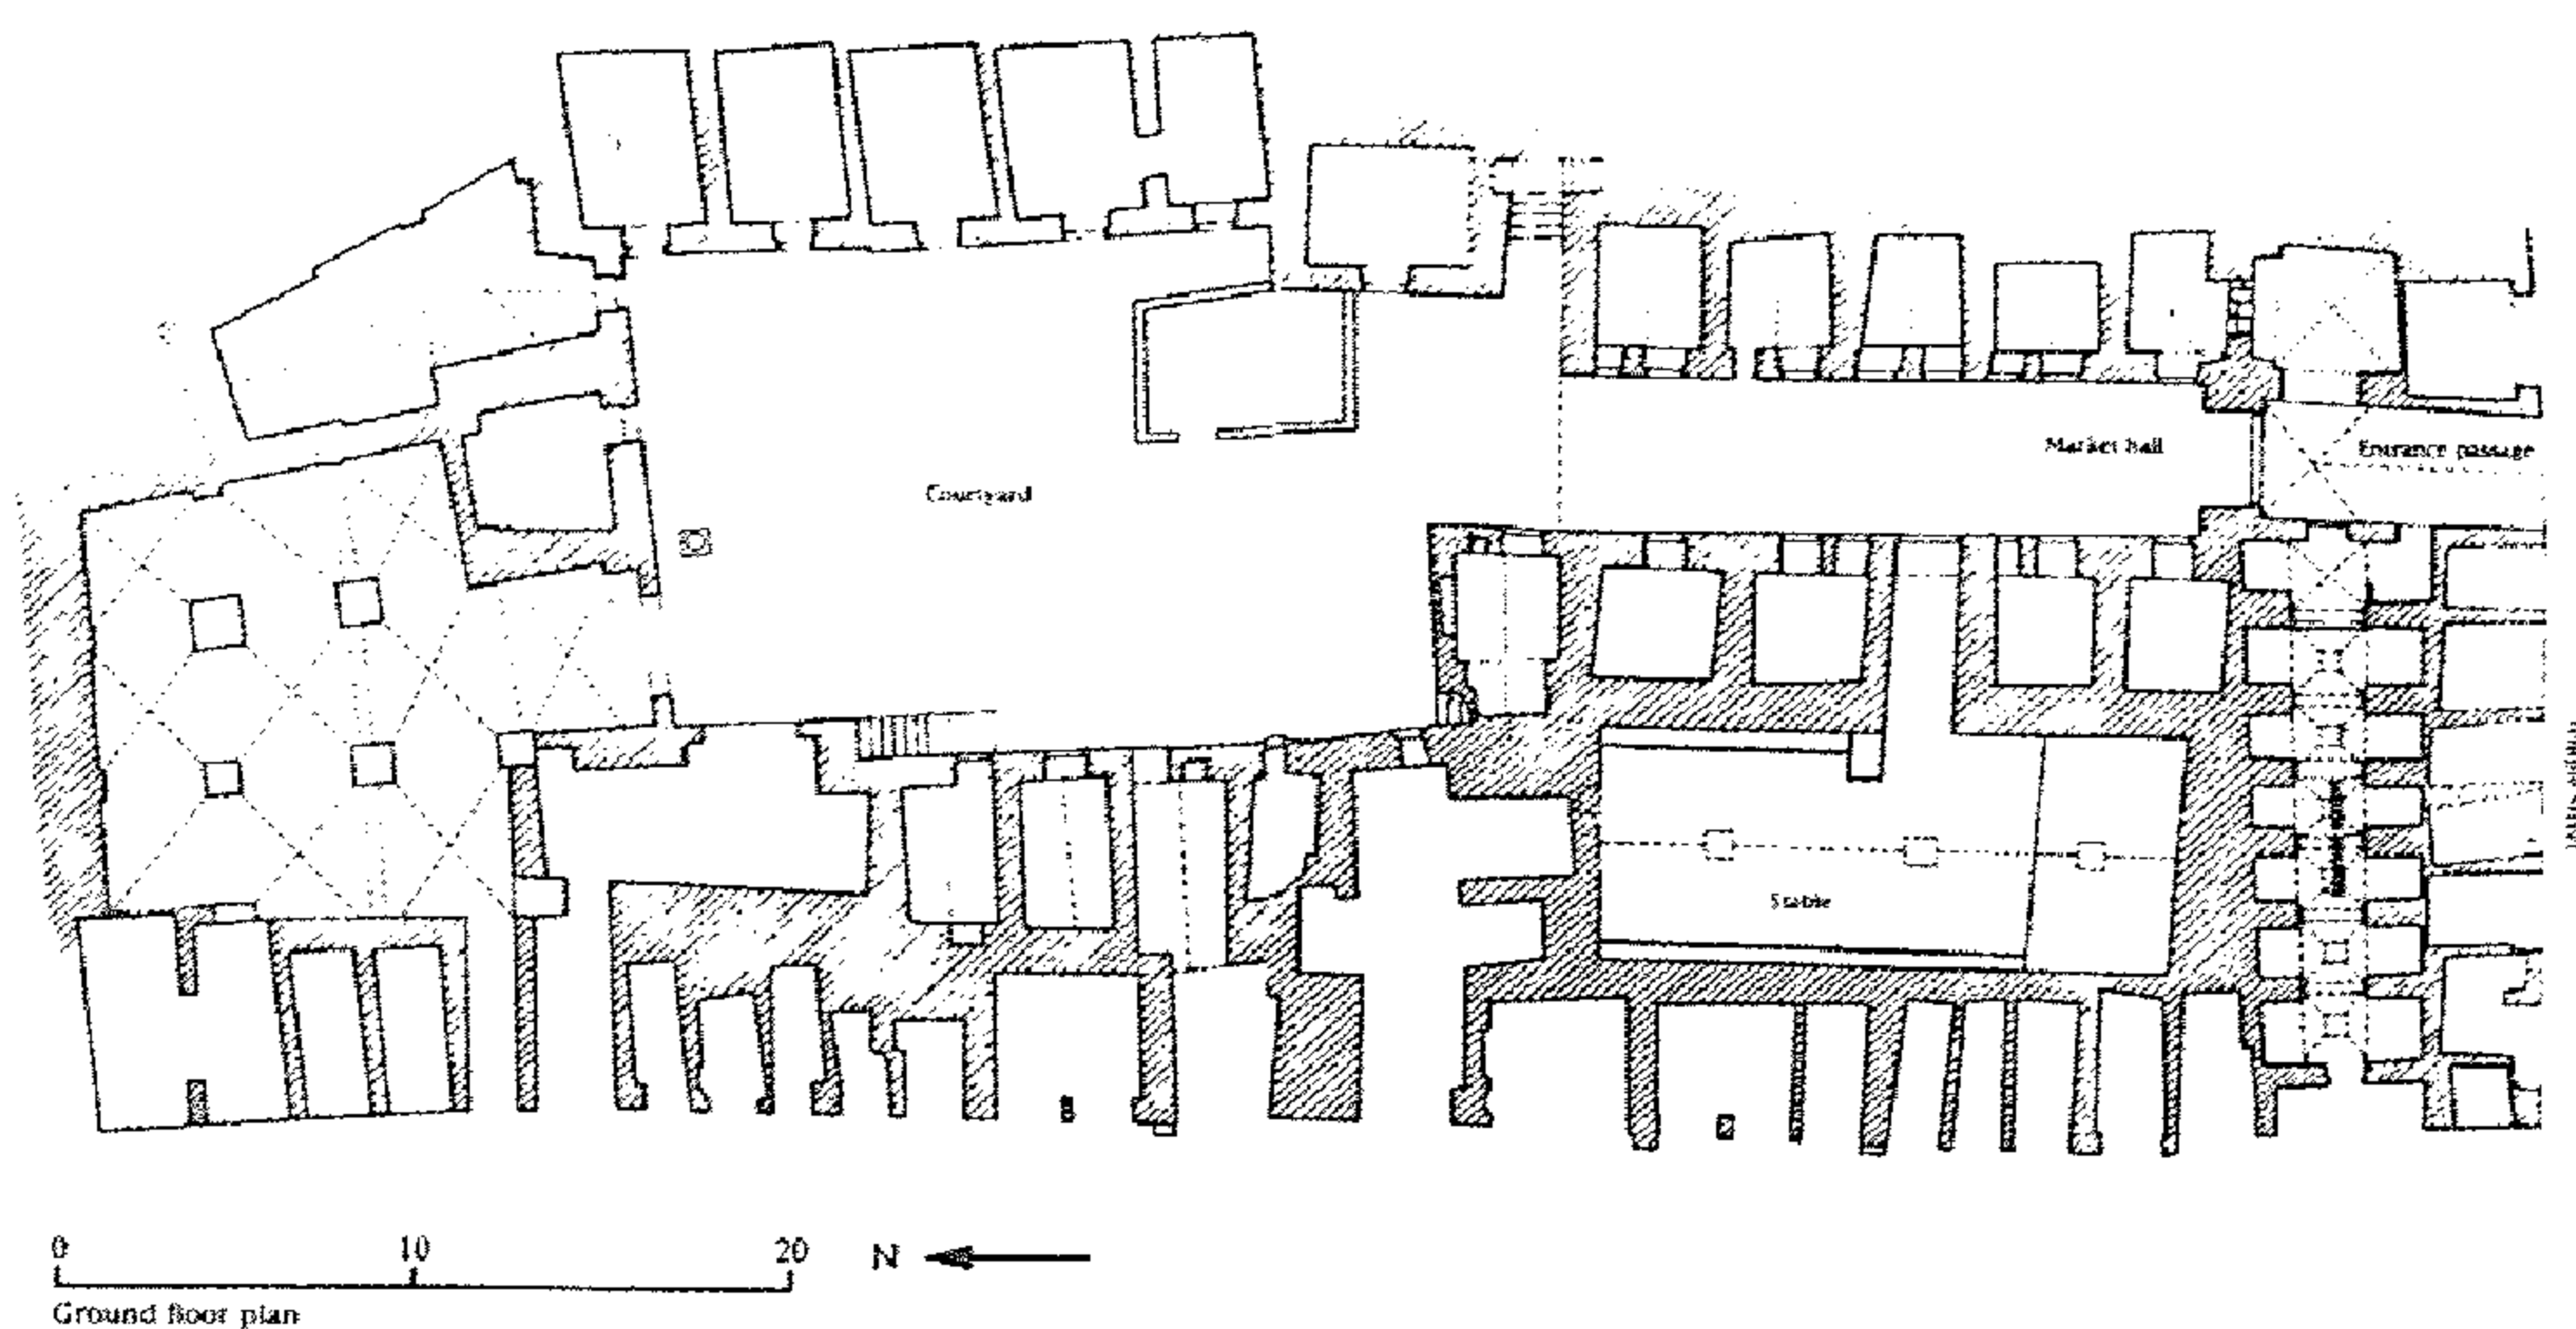 Market hall
Entrance passage
Courtyard
Stable
0 10 20
N
Ground floor plan